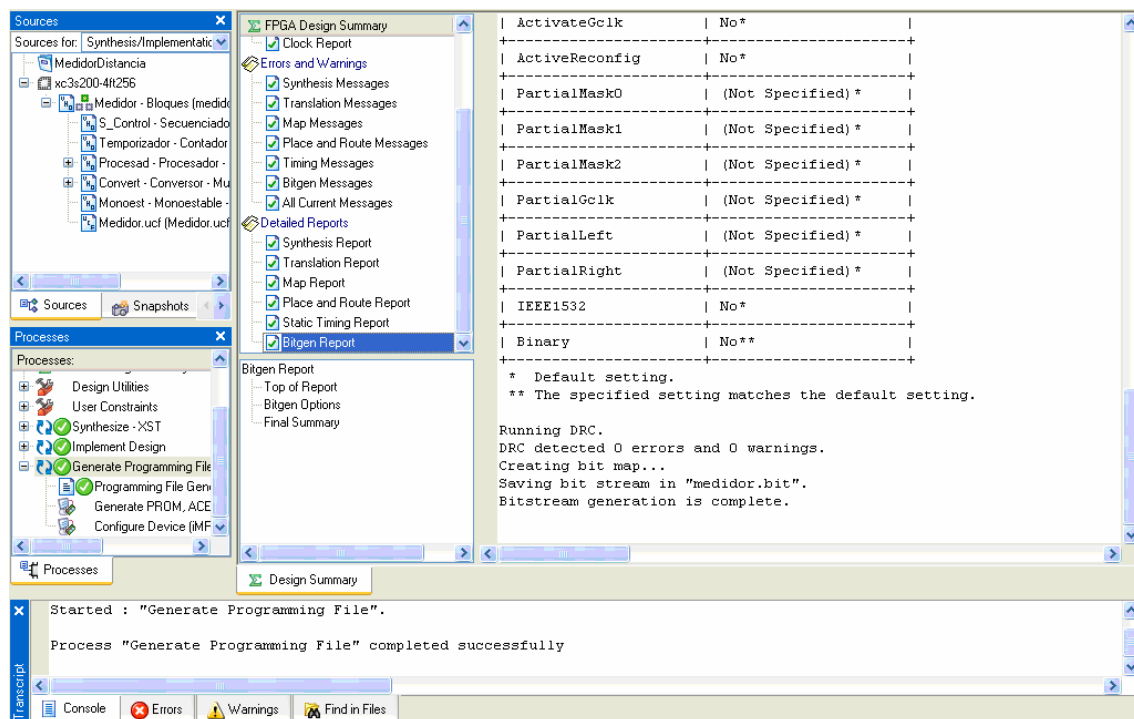 Sources
Sources for: Synthesis/Implementatic
MedidorDistancia
xc3s200-4ft256
Medidor - Bloques (medido
S_Control - Secuenciado
Temporizador - Contador
Procesad - Procesador -
Convert - Conversor - Mu
Monoest - Monoestable -
Medidor.ucf (Medidor.ucf
Sources
Snapshots
Processes
Processes:
Design Utilities
User Constraints
Synthesize - XST
Implement Design
Generate Programming File
Programming File Gen
Generate PROM, ACE
Configure Device (iMF
Processes
FPGA Design Summary
Clock Report
Errors and Warnings
Synthesis Messages
Translation Messages
Map Messages
Place and Route Messages
Timing Messages
Bitgen Messages
All Current Messages
Detailed Reports
Synthesis Report
Translation Report
Map Report
Place and Route Report
Static Timing Report
Bitgen Report
Bitgen Report
Top of Report
Bitgen Options
Final Summary
Design Summary
| ActivateGclk | No* |
| ActiveReconfig | No* |
| PartialMask0 | (Not Specified)* |
| PartialMask1 | (Not Specified)* |
| PartialMask2 | (Not Specified)* |
| PartialGclk | (Not Specified)* |
| PartialLeft | (Not Specified)* |
| PartialRight | (Not Specified)* |
| IEEE1532 | No* |
| Binary | No** |
* Default setting.
** The specified setting matches the default setting.
Running DRC.
DRC detected 0 errors and 0 warnings.
Creating bit map...
Saving bit stream in "medidor.bit".
Bitstream generation is complete.
Started : "Generate Programming File".
Process "Generate Programming File" completed successfully
Transcript
Console
Errors
Warnings
Find in Files